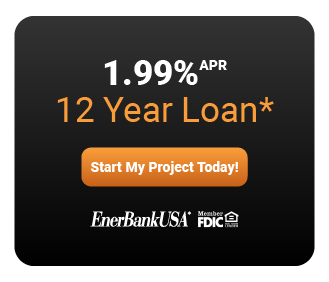 1.99% APR
12 Year Loan*
Start My Project Today!
EnerBankUSA® Member FDIC